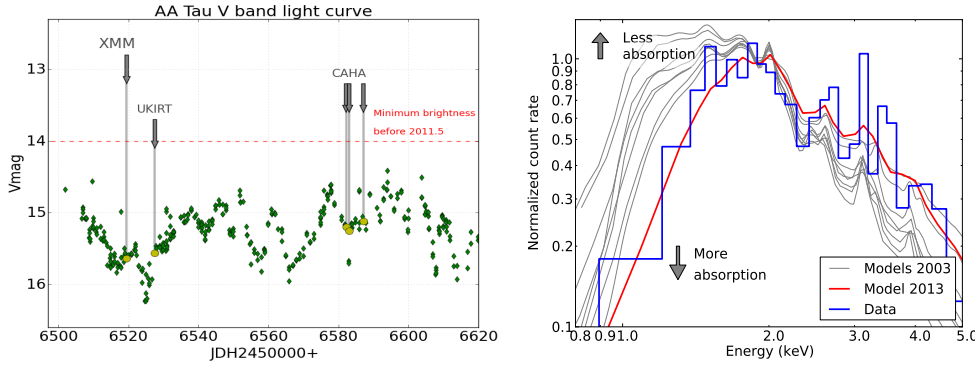 AA Tau V band light curve
XMM
UKIRT
CAHA
Minimum brightness
before 2011.5
13
14
15
16
Vmag
6500 6520 6540 6560 6580 6600 6620
JDH2450000+
Less
absorption
More
absorption
Models 2003
Model 2013
Data
1.0
0.9
0.8
0.7
0.6
0.5
0.4
0.3
0.2
0.1
Normalized count rate
0.8 0.9 1.0 2.0 3.0 4.0 5.0
Energy (keV)